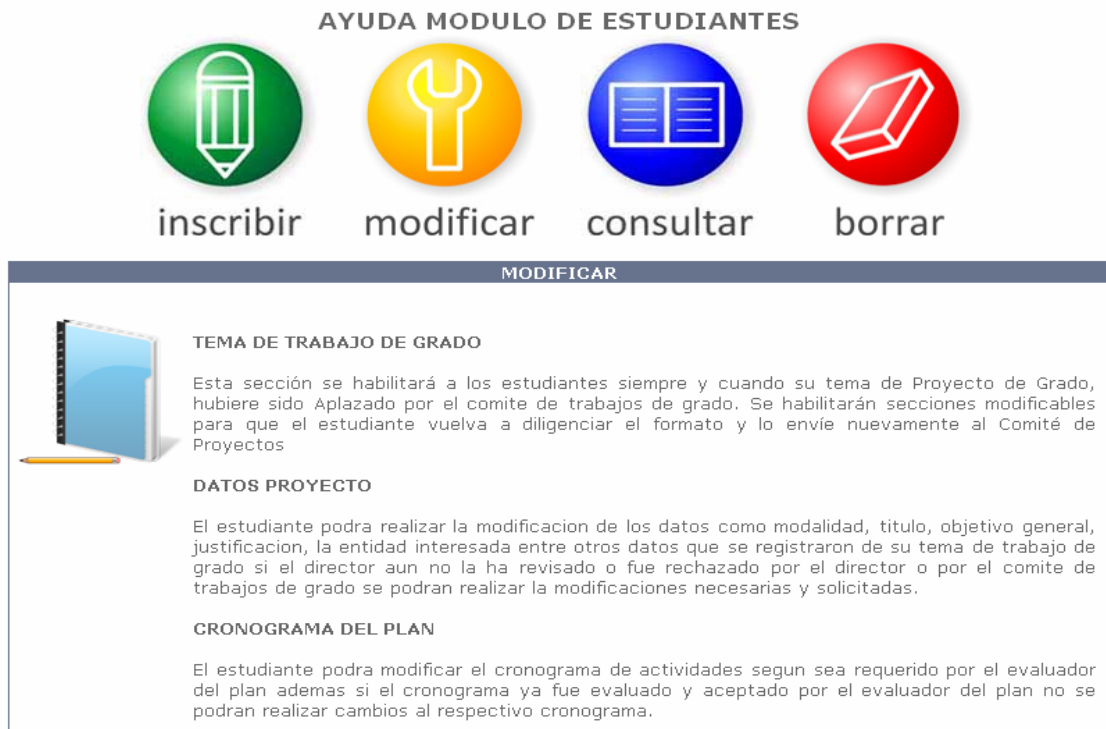 AYUDA MODULO DE ESTUDIANTES
inscribir modificar consultar borrar
MODIFICAR
TEMA DE TRABAJO DE GRADO
Esta sección se habilitará a los estudiantes siempre y cuando su tema de Proyecto de Grado,
hubiere sido Aplazado por el comite de trabajos de grado. Se habilitarán secciones modificables
para que el estudiante vuelva a diligenciar el formato y lo envíe nuevamente al Comité de
Proyectos
DATOS PROYECTO
El estudiante podra realizar la modificacion de los datos como modalidad, titulo, objetivo general,
justificacion, la entidad interesada entre otros datos que se registraron de su tema de trabajo de
grado si el director aun no la ha revisado o fue rechazado por el director o por el comite de
trabajos de grado se podran realizar la modificaciones necesarias y solicitadas.
CRONOGRAMA DEL PLAN
El estudiante podra modificar el cronograma de actividades segun sea requerido por el evaluador
del plan ademas si el cronograma ya fue evaluado y aceptado por el evaluador del plan no se
podran realizar cambios al respectivo cronograma.